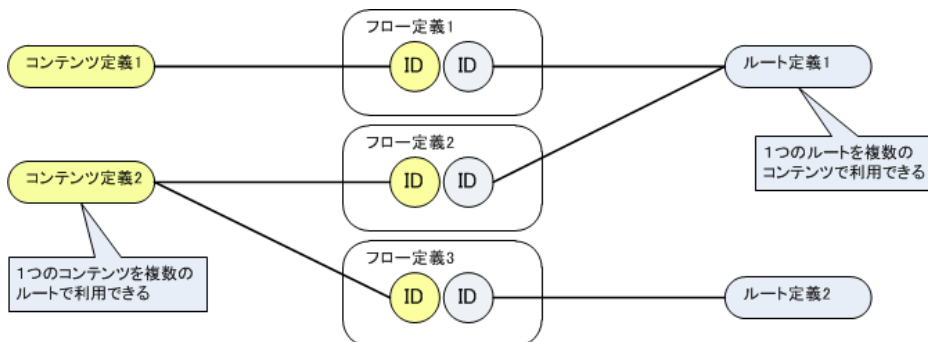 フロー定義1
コンテンツ定義1
ID ID
ルート定義1
フロー定義2
1つのルートを複数の
コンテンツで利用できる
コンテンツ定義2
ID ID
フロー定義3
1つのコンテンツを複数の
ルートで利用できる
ID ID
ルート定義2